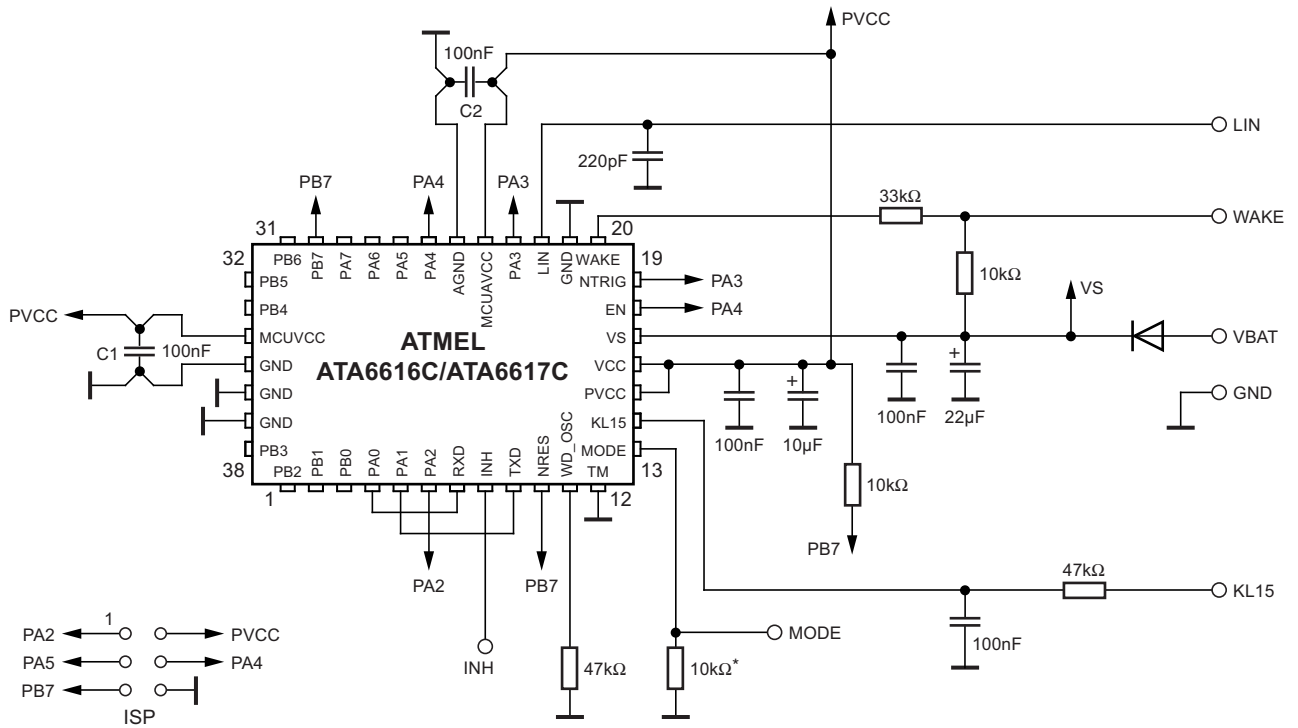 PVCC
100nF
C2
LIN
220pF
PB7
PA4
PA3
33kΩ
WAKE
31
20
PB6
PB7
PA7
PA6
PA5
PA4
AGND
MCUAVCC
PA3
LIN
GND
WAKE
32
19
PB5
NTRIG
PA3
10kΩ
PB4
EN
PA4
VS
PVCC
MCUVCC
ATMEL
VS
VBAT
C1
100nF
ATA6616C/ATA6617C
GND
VCC
+
+
GND
PVCC
100nF
22µF
GND
GND
KL15
100nF
10µF
PB3
MODE
38
13
PB2
PB1
PB0
PA0
PA1
PA2
RXD
INH
TXD
NRES
WD_OSC
TM
1
12
10kΩ
PB7
PA2
PB7
47kΩ
KL15
100nF
1
PA2
PVCC
MODE
PA5
PA4
INH
47kΩ
10kΩ*
PB7
ISP